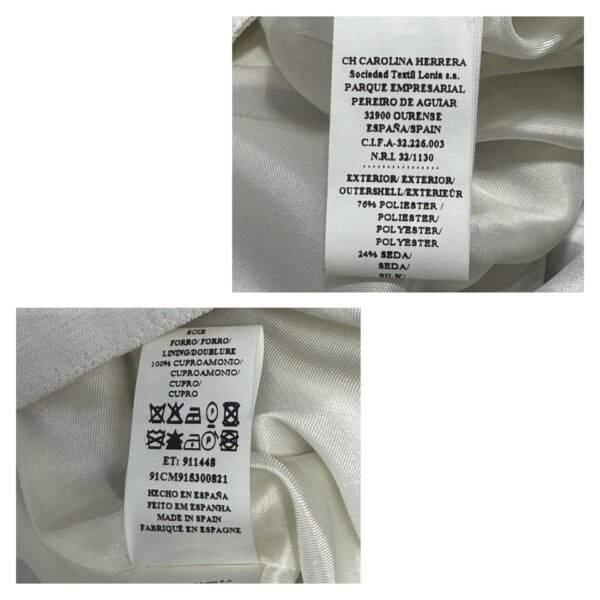 CH CAROLINA HERRERA
Sociedad Textil Lonia s.a.
PARQUE EMPRESARIAL
PEREIRO DE AGUIAR
32900 OURENSE
ESPAÑA/SPAIN
C.I.F.A-32.226.003
N.R.I. 32/1130
EXTERIOR/EXTERIOR/
OUTERSHELL/EXTERIEÜR
76% POLIESTER/
POLIESTER/
POLYESTER/
POLYESTER
24% SEDA/
SEDA/
SILK/
SOIE
FORRO/FORRO/
LINING/DOUBLURE
100% CUPROAMONIO/
CUPROAMONIO/
CUPRO/
CUPRO
ET: 911448
91CM915300821
HECHO EN ESPAÑA
FEITO EM ESPANHA
MADE IN SPAIN
FABRIQUÉ EN ESPAGNE